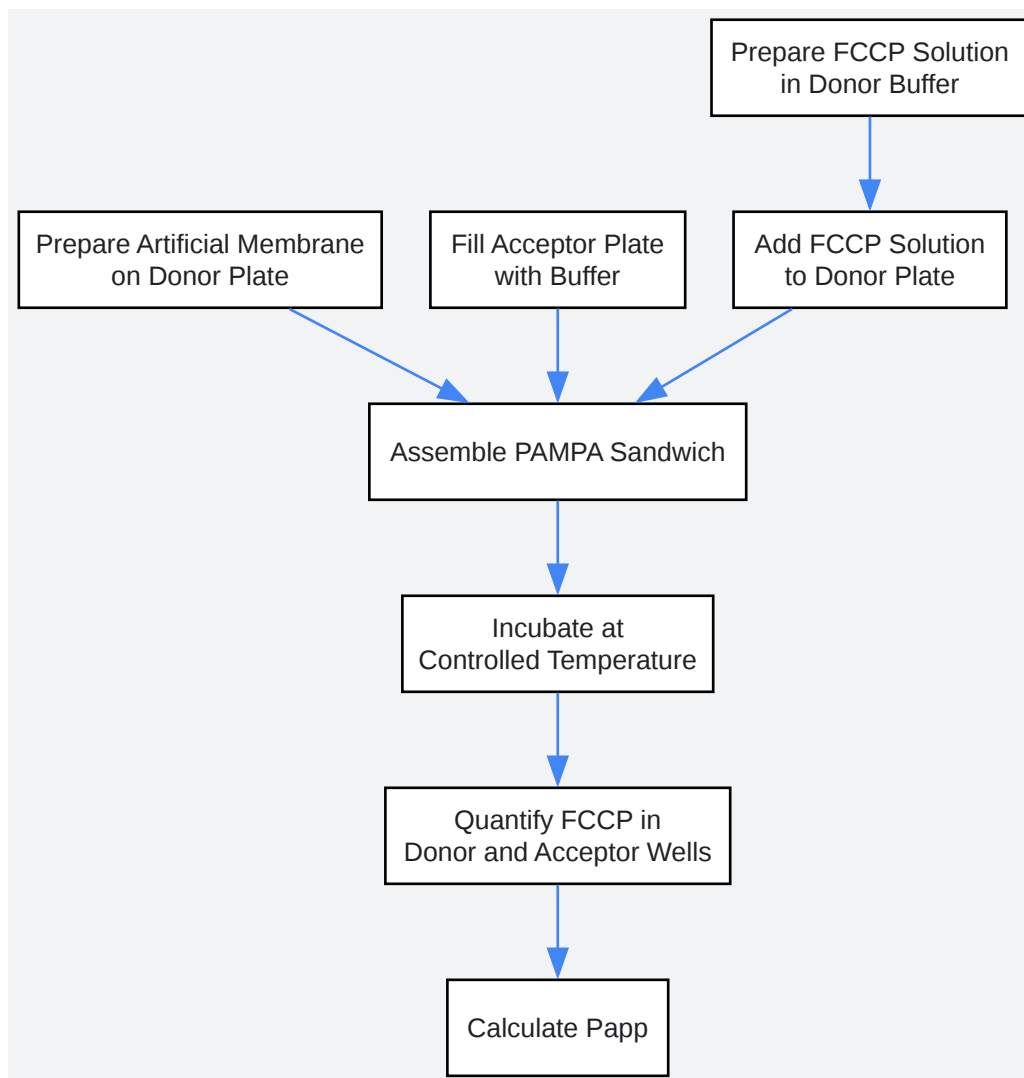 Prepare FCCP Solution
in Donor Buffer
Prepare Artificial Membrane
on Donor Plate
Fill Acceptor Plate
with Buffer
Add FCCP Solution
to Donor Plate
Assemble PAMPA Sandwich
Incubate at
Controlled Temperature
Quantify FCCP in
Donor and Acceptor Wells
Calculate Papp